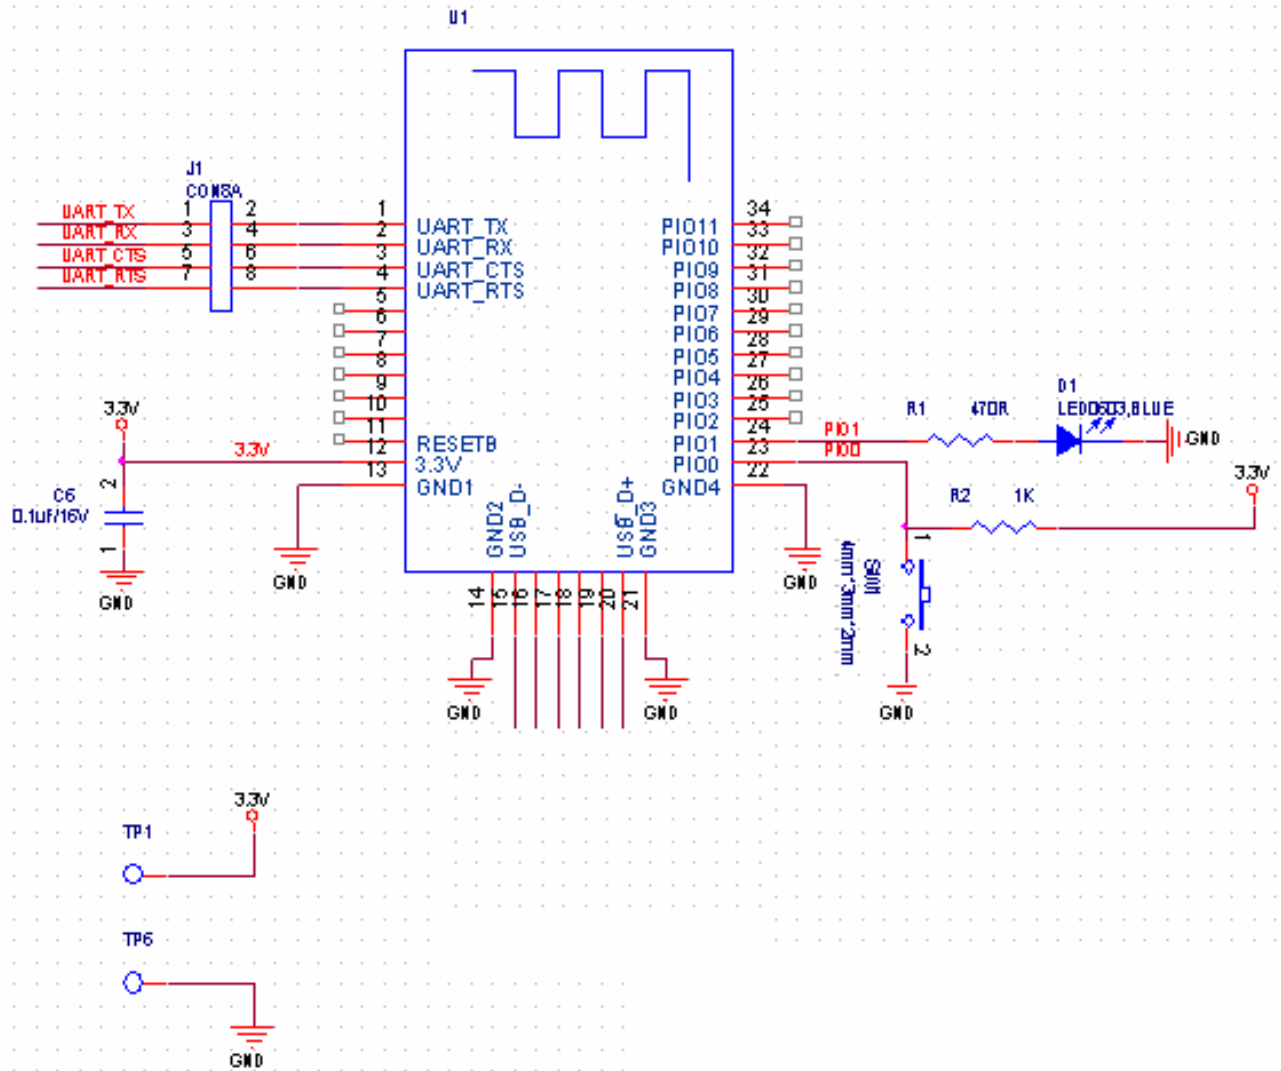 U1
J1
CON8A
UART_TX
UART_RX
UART_CTS
UART_RTS
1
3
5
7
2
4
6
8
1
2
3
4
5
6
7
8
9
10
11
12
13
UART_TX
UART_RX
UART_CTS
UART_RTS
RESETB
3.3V
GND1
PIO11
PIO10
PIO9
PIO8
PIO7
PIO6
PIO5
PIO4
PIO3
PIO2
PIO1
PIO0
GND4
34
33
32
31
30
29
28
27
26
25
24
23
22
GND2
USB_D-
USB_D+
GND3
14
15
16
17
18
19
20
21
3.3V
3.3V
2
C6
0.1uF/16V
1
GND
GND
GND
GND
GND
PIO1
PIO0
R1 470R
D1
LED0603,BLUE
GND
R2 1K
3.3V
1
4mm*3mm*2mm
2
GND
3.3V
TP1
TP6
GND